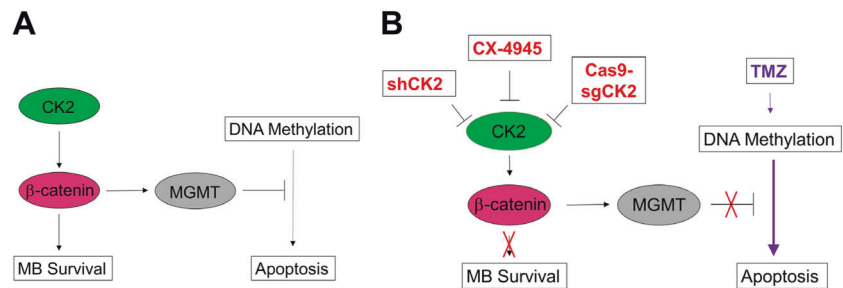 A
CK2
DNA Methylation
β-catenin
MGMT
MB Survival
Apoptosis
B
CX-4945
shCK2
Cas9-
sgCK2
TMZ
CK2
DNA Methylation
β-catenin
MGMT
MB Survival
Apoptosis